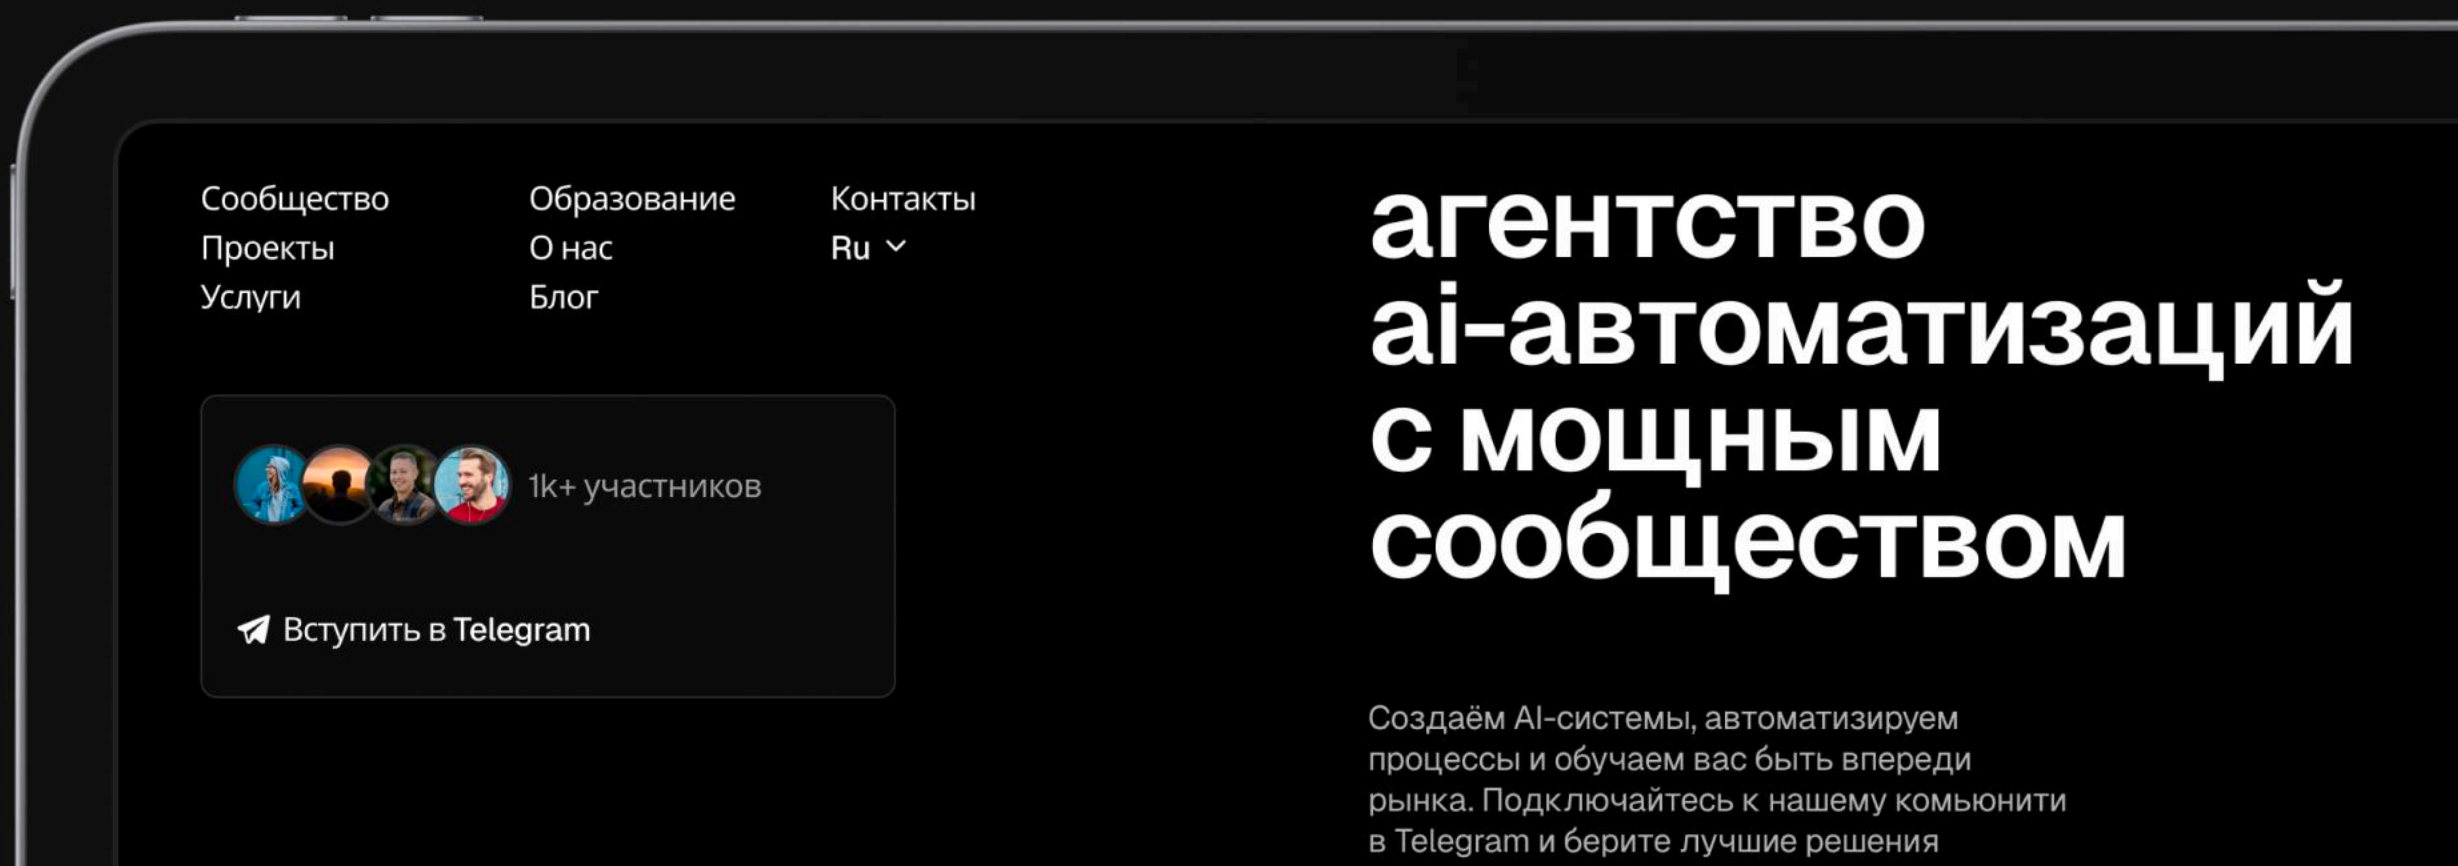 Сообщество
Проекты
Услуги
Образование
О нас
Блог
Контакты
Ru
1k+ участников
Вступить в Telegram
агентство
ai-автоматизаций
с мощным
сообществом
Создаём AI-системы, автоматизируем
процессы и обучаем вас быть впереди
рынка. Подключайтесь к нашему комьюнити
в Telegram и берите лучшие решения